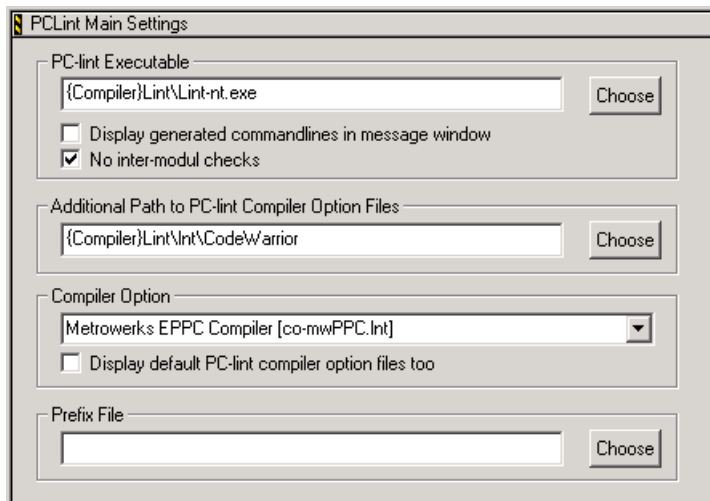 PCLint Main Settings
PC-lint Executable
{Compiler}Lint\Lint-nt.exe
Choose
Display generated commandlines in message window
No inter-modul checks
Additional Path to PC-lint Compiler Option Files
{Compiler}Lint\lnt\CodeWarrior
Choose
Compiler Option
Metrowerks EPPC Compiler [co-mwPPC.lnt]
Display default PC-lint compiler option files too
Prefix File
Choose